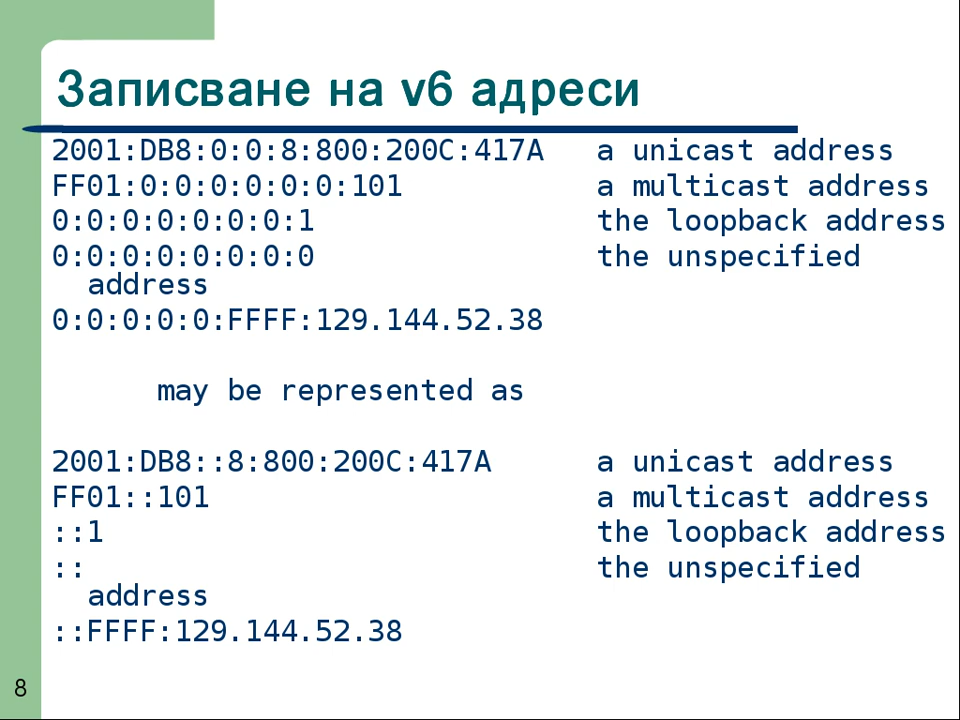 Записване на v6 адреси
2001:DB8:0:0:8:800:200C:417A a unicast address
FF01:0:0:0:0:0:0:101 a multicast address
0:0:0:0:0:0:0:1 the loopback address
0:0:0:0:0:0:0:0 the unspecified
address
0:0:0:0:0:FFFF:129.144.52.38
may be represented as
2001:DB8::8:800:200C:417A a unicast address
FF01::101 a multicast address
::1 the loopback address
:: the unspecified
address
::FFFF:129.144.52.38
8